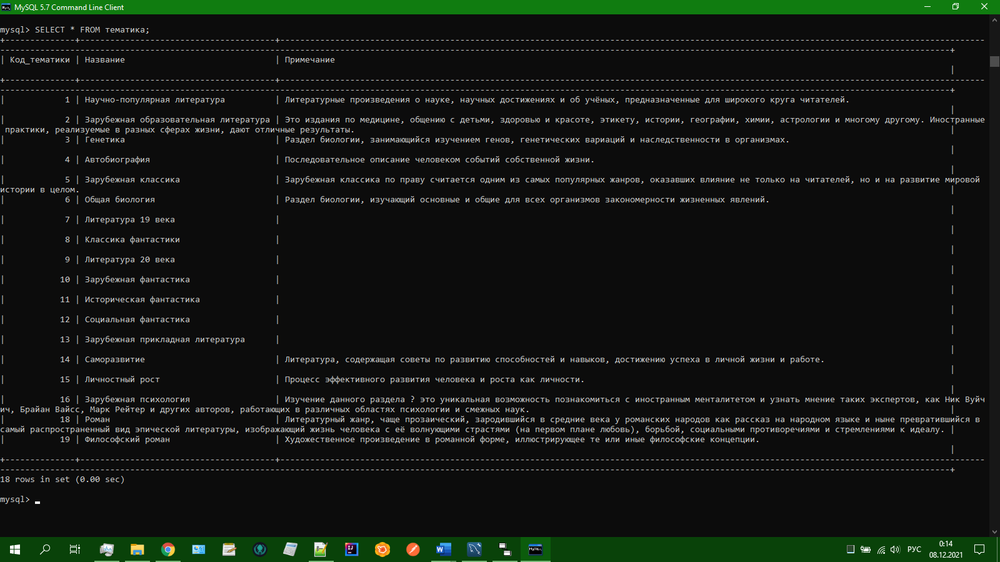 MySQL 5.7 Command Line Client
mysql> SELECT * FROM тематика;
| Код_тематики | Название | Примечание |
| 1 | Научно-популярная литература | Литературные произведения о науке, научных достижениях и об учёных, предназначенные для широкого круга читателей. |
| 2 | Зарубежная образовательная литература | Это издания по медицине, общению с детьми, здоровью и красоте, этикету, истории, географии, химии, астрологии и многому другому. Иностранные
практики, реализуемые в разных сферах жизни, дают отличные результаты. |
| 3 | Генетика | Раздел биологии, занимающийся изучением генов, генетических вариаций и наследственности в организмах. |
| 4 | Автобиография | Последовательное описание человеком событий собственной жизни. |
| 5 | Зарубежная классика | Зарубежная классика по праву считается одним из самых популярных жанров, оказавших влияние не только на читателей, но и на развитие мировой
истории в целом. |
| 6 | Общая биология | Раздел биологии, изучающий основные и общие для всех организмов закономерности жизненных явлений. |
| 7 | Литература 19 века | |
| 8 | Классика фантастики | |
| 9 | Литература 20 века | |
| 10 | Зарубежная фантастика | |
| 11 | Историческая фантастика | |
| 12 | Социальная фантастика | |
| 13 | Зарубежная прикладная литература | |
| 14 | Саморазвитие | Литература, содержащая советы по развитию способностей и навыков, достижению успеха в личной жизни и работе. |
| 15 | Личностный рост | Процесс эффективного развития человека и роста как личности. |
| 16 | Зарубежная психология | Изучение данного раздела ? это уникальная возможность познакомиться с иностранным менталитетом и узнать мнение таких экспертов, как Ник Вуйч
ич, Брайан Вайсс, Марк Рейтер и других авторов, работающих в различных областях психологии и смежных наук. |
| 18 | Роман | Литературный жанр, чаще прозаический, зародившийся в средние века у романских народов как рассказ на народном языке и ныне превратившийся в
самый распространенный вид эпической литературы, изображающий жизнь человека с её волнующими страстями (на первом плане любовь), борьбой, социальными противоречиями и стремлениями к идеалу. |
| 19 | Философский роман | Художественное произведение в романной форме, иллюстрирующее те или иные философские концепции. |
18 rows in set (0.00 sec)
mysql>
РУС
0:14
08.12.2021